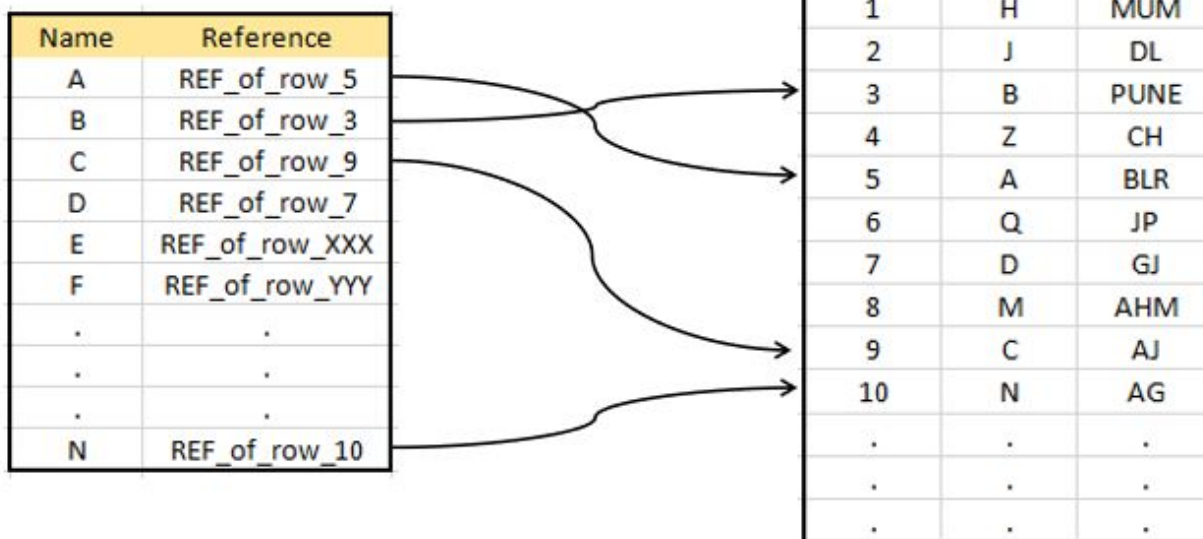 Name Reference
A REF_of_row_5
B REF_of_row_3
C REF_of_row_9
D REF_of_row_7
E REF_of_row_XXX
F REF_of_row_YYY
. .
. .
. .
N REF_of_row_10
1 H MUM
2 J DL
3 B PUNE
4 Z CH
5 A BLR
6 Q JP
7 D GJ
8 M AHM
9 C AJ
10 N AG
. . .
. . .
. . .